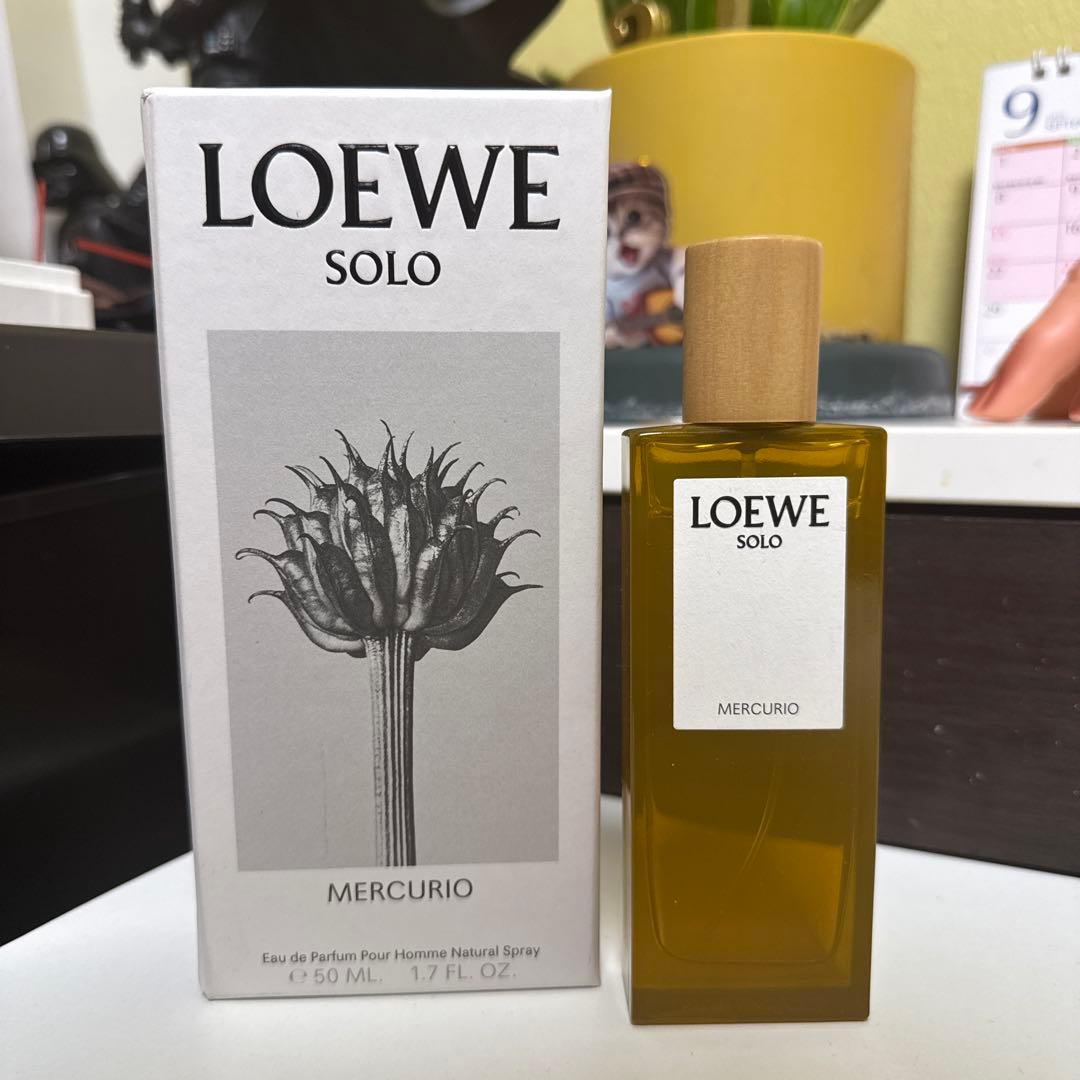 LOEWE
SOLO
MERCURIO
Eau de Parfum Pour Homme Natural Spray
℮ 50 ML. 1.7 FL. OZ.
LOEWE
SOLO
MERCURIO
9